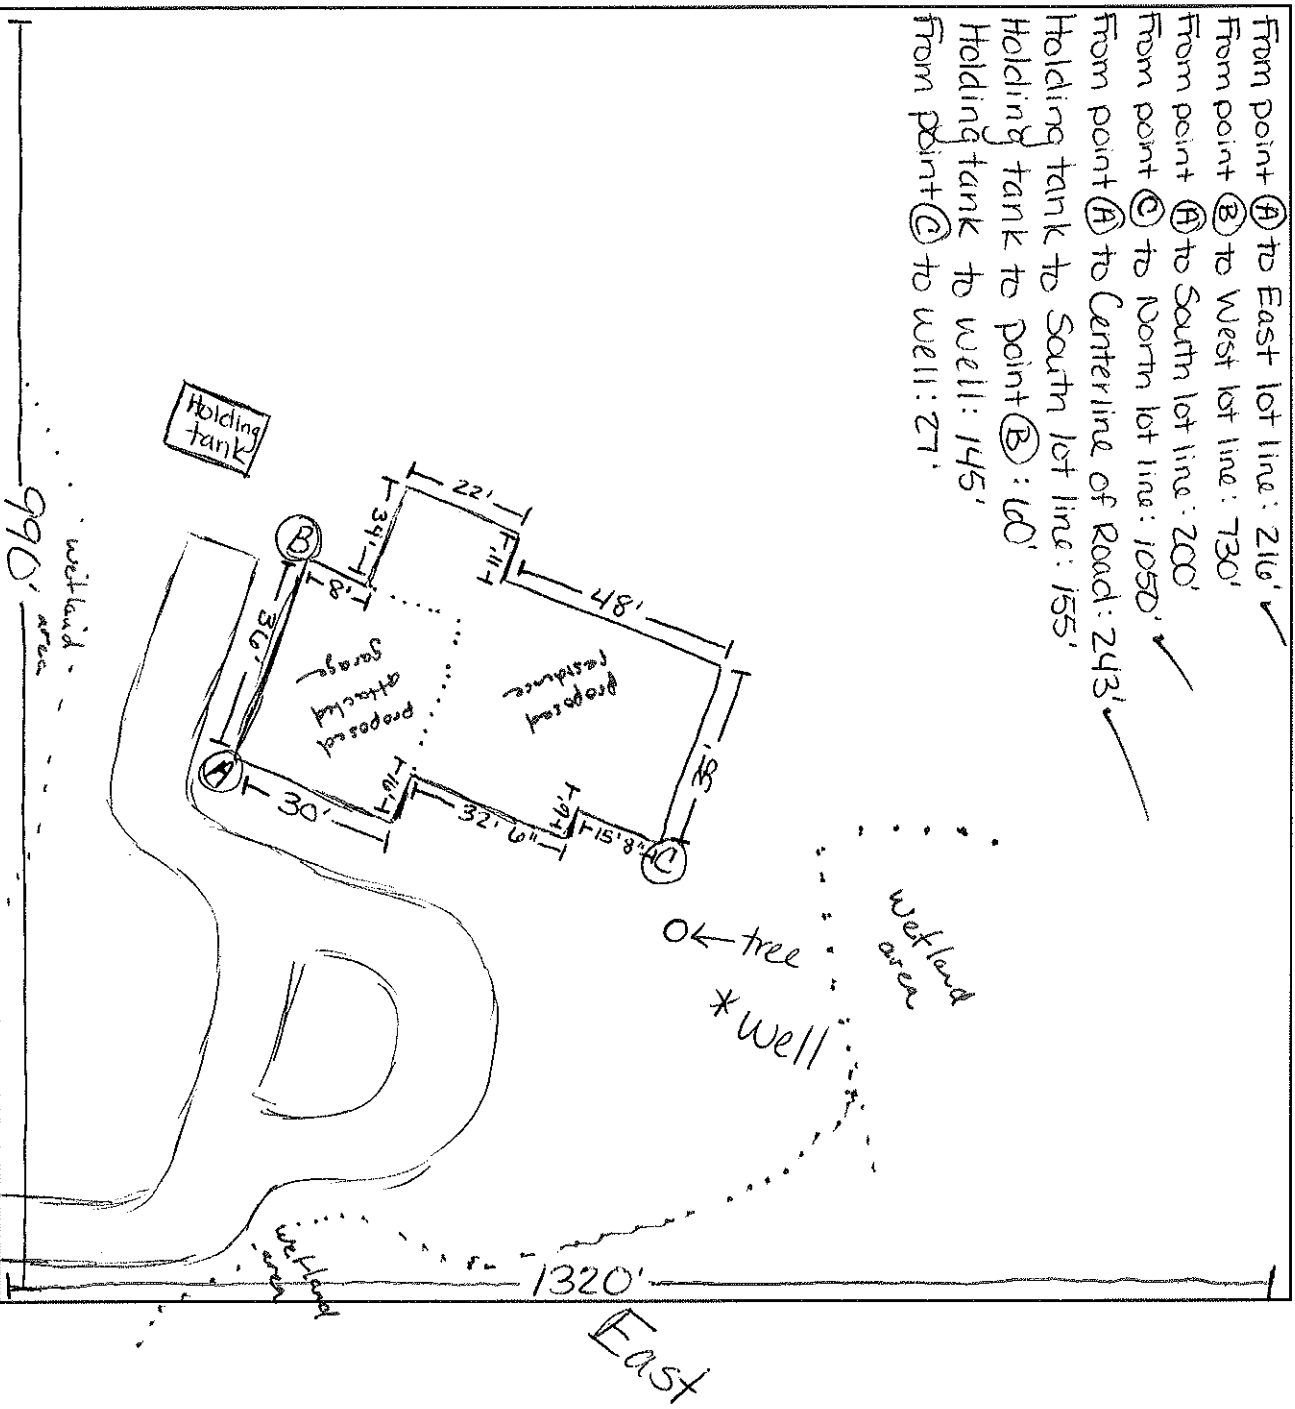 From point A to East lot line: 216'
From point B to West lot line: 730'
From point A to South lot line: 200'
From point C to North lot line: 1050'
From point A to Centerline of Road: 243'
Holding tank to South lot line: 155'
Holding tank to point B: 60'
Holding tank to well: 145'
From point C to well: 27'
Holding
tank
B
A
C
22'
34'
11'
48'
8'
36'
30'
16'
32' 6"
15' 8"
proposed
residence
proposed
attached
garage
tree
* Well
wetland
area
wetland
area
wetland
area
990'
1320'
East